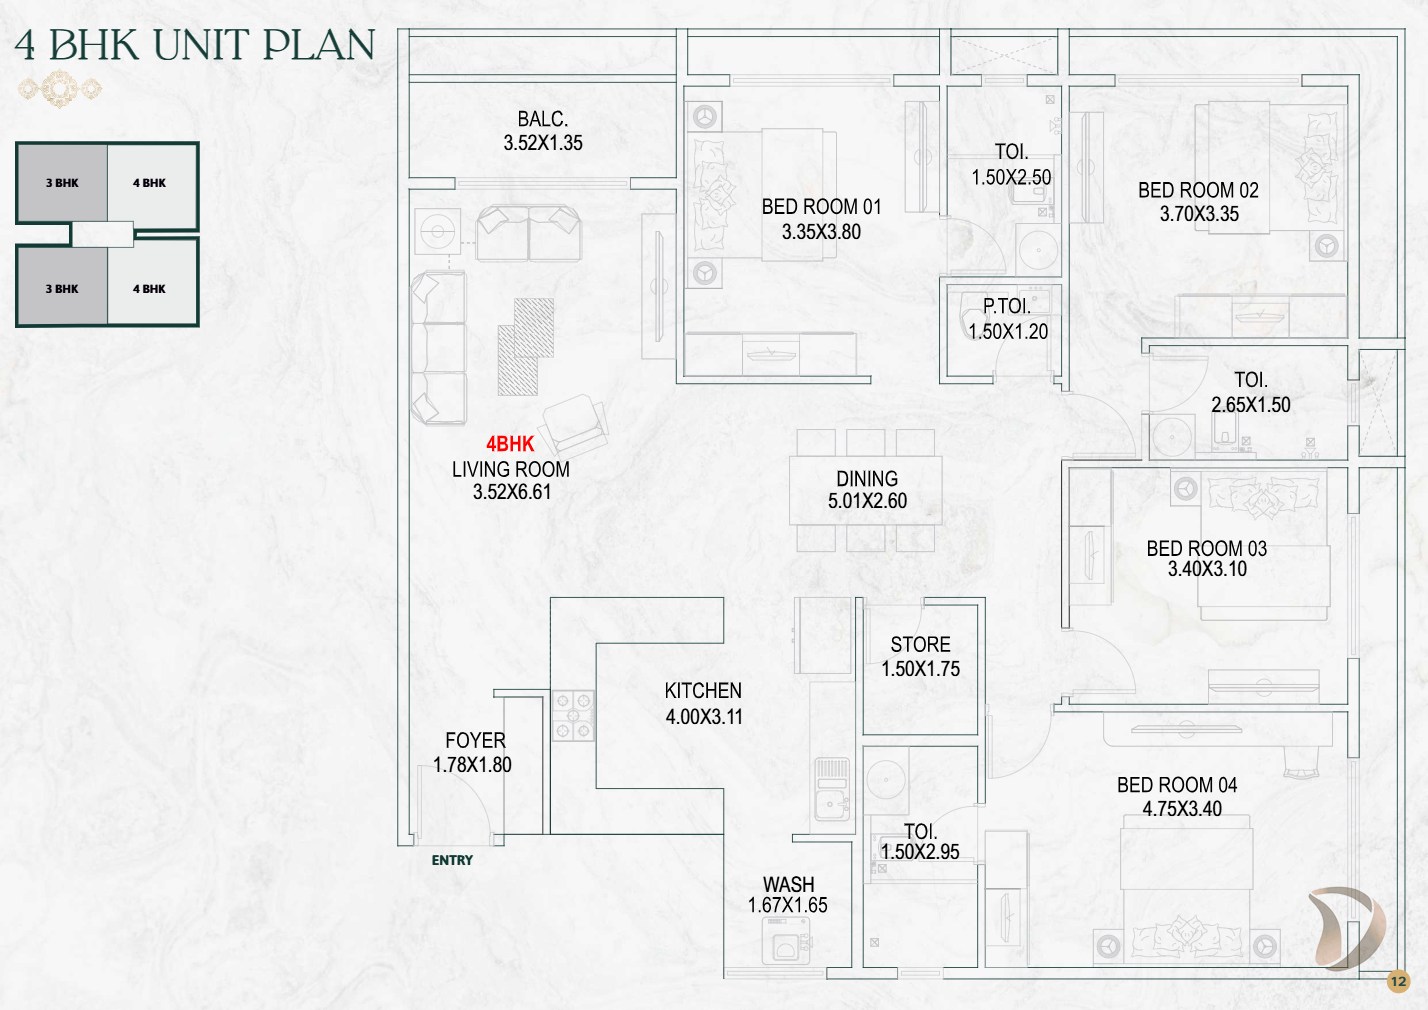 4 BHK UNIT PLAN
3 BHK
4 BHK
3 BHK
4 BHK
BALC.
3.52X1.35
BED ROOM 01
3.35X3.80
TOI.
1.50X2.50
BED ROOM 02
3.70X3.35
P.TOI.
1.50X1.20
TOI.
2.65X1.50
4BHK
LIVING ROOM
3.52X6.61
DINING
5.01X2.60
BED ROOM 03
3.40X3.10
STORE
1.50X1.75
KITCHEN
4.00X3.11
FOYER
1.78X1.80
BED ROOM 04
4.75X3.40
TOI.
1.50X2.95
ENTRY
WASH
1.67X1.65
12